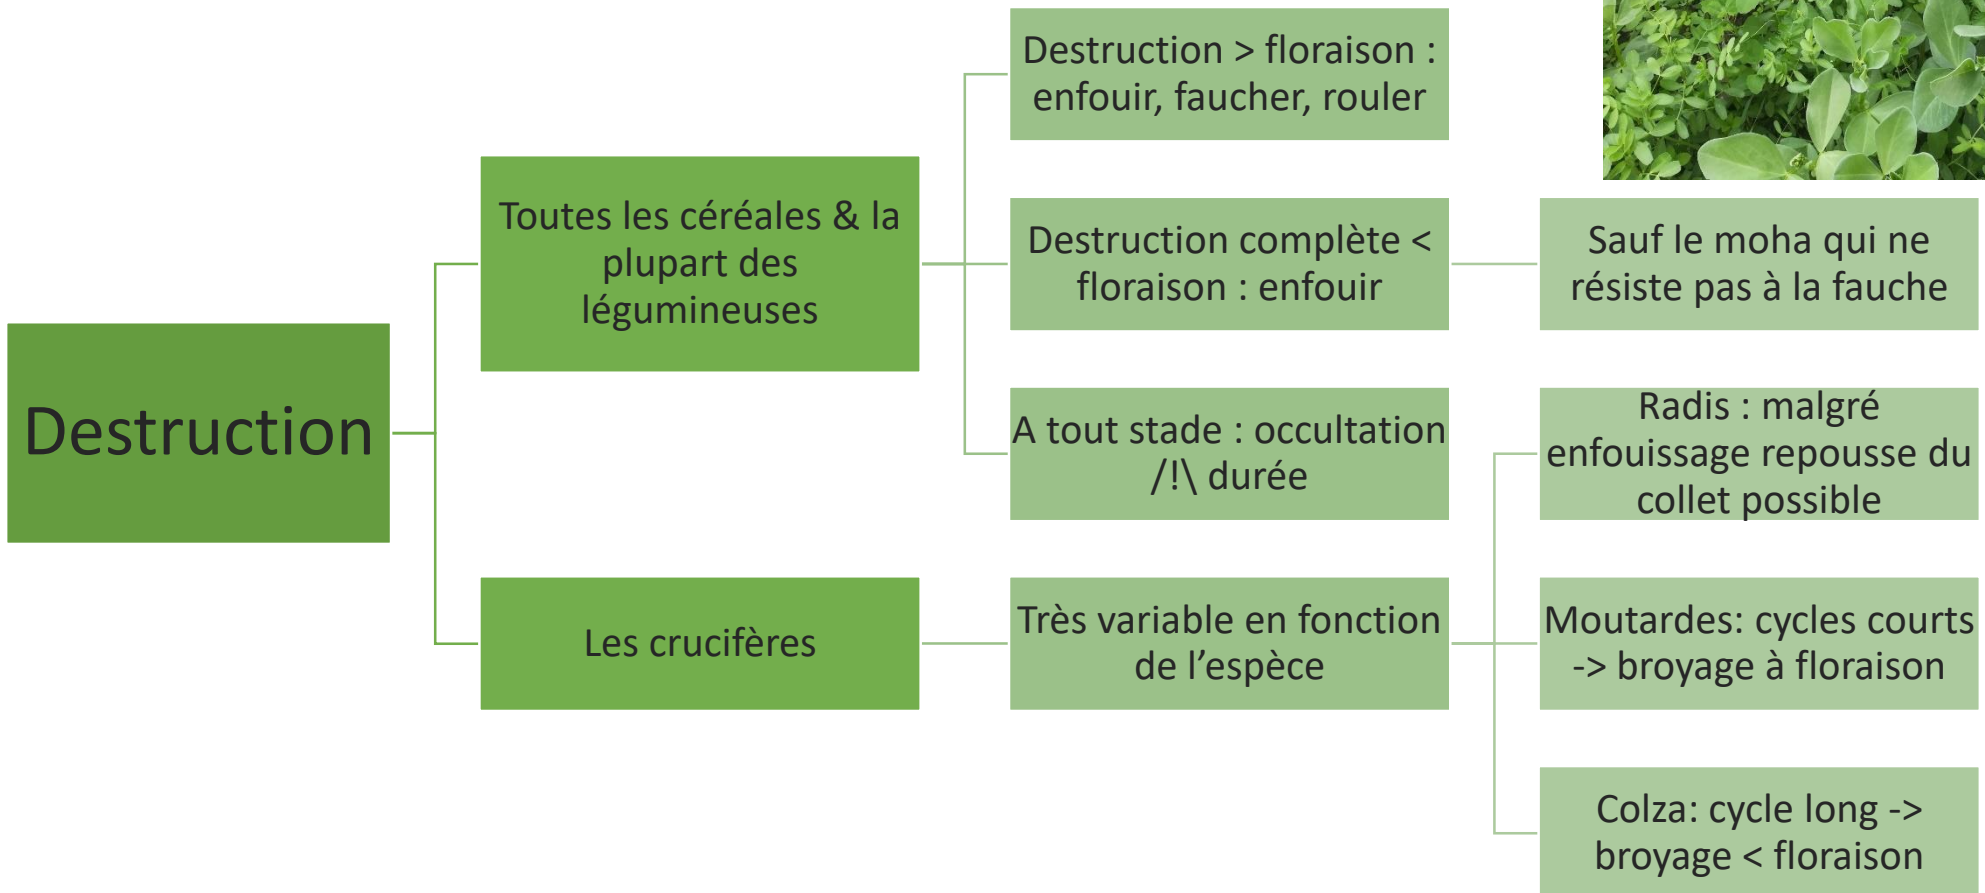 Destruction
Toutes les céréales & la
plupart des
légumineuses
Destruction > floraison :
enfouir, faucher, rouler
Destruction complète <
floraison : enfouir
Sauf le moha qui ne
résiste pas à la fauche
A tout stade : occultation
/!\ durée
Les crucifères
Très variable en fonction
de l’espèce
Radis : malgré
enfouissage repousse du
collet possible
Moutardes: cycles courts
-> broyage à floraison
Colza: cycle long ->
broyage < floraison